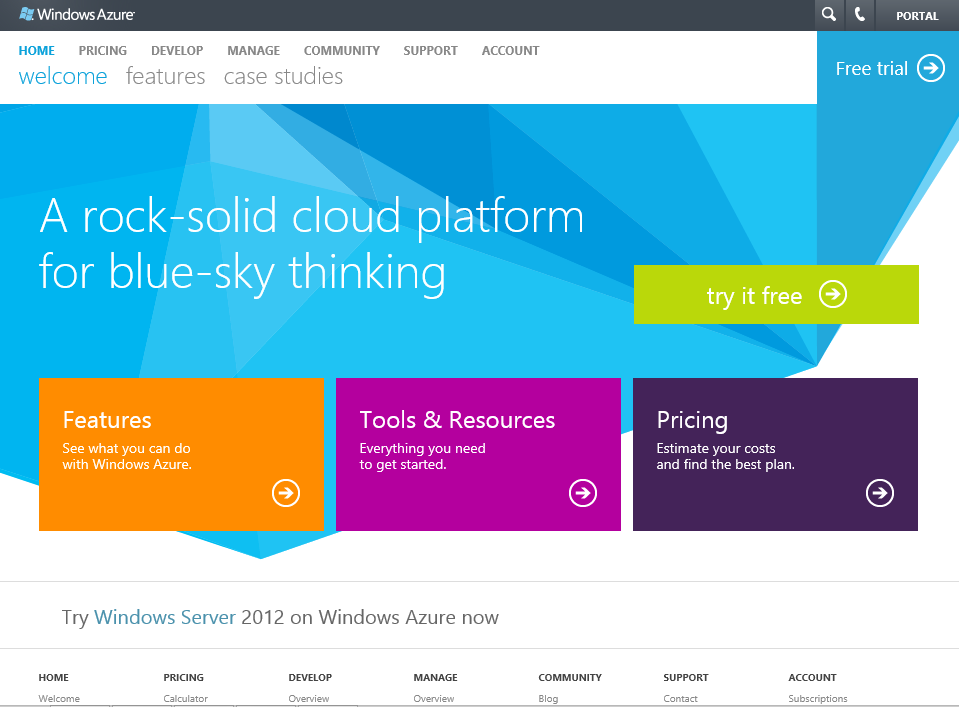 Windows Azure
PORTAL
HOME PRICING DEVELOP MANAGE COMMUNITY SUPPORT ACCOUNT
welcome features case studies
Free trial
A rock-solid cloud platform
for blue-sky thinking
try it free
Features
See what you can do
with Windows Azure.
Tools & Resources
Everything you need
to get started.
Pricing
Estimate your costs
and find the best plan.
Try Windows Server 2012 on Windows Azure now
HOME PRICING DEVELOP MANAGE COMMUNITY SUPPORT ACCOUNT
Welcome Calculator Overview Overview Blog Contact Subscriptions